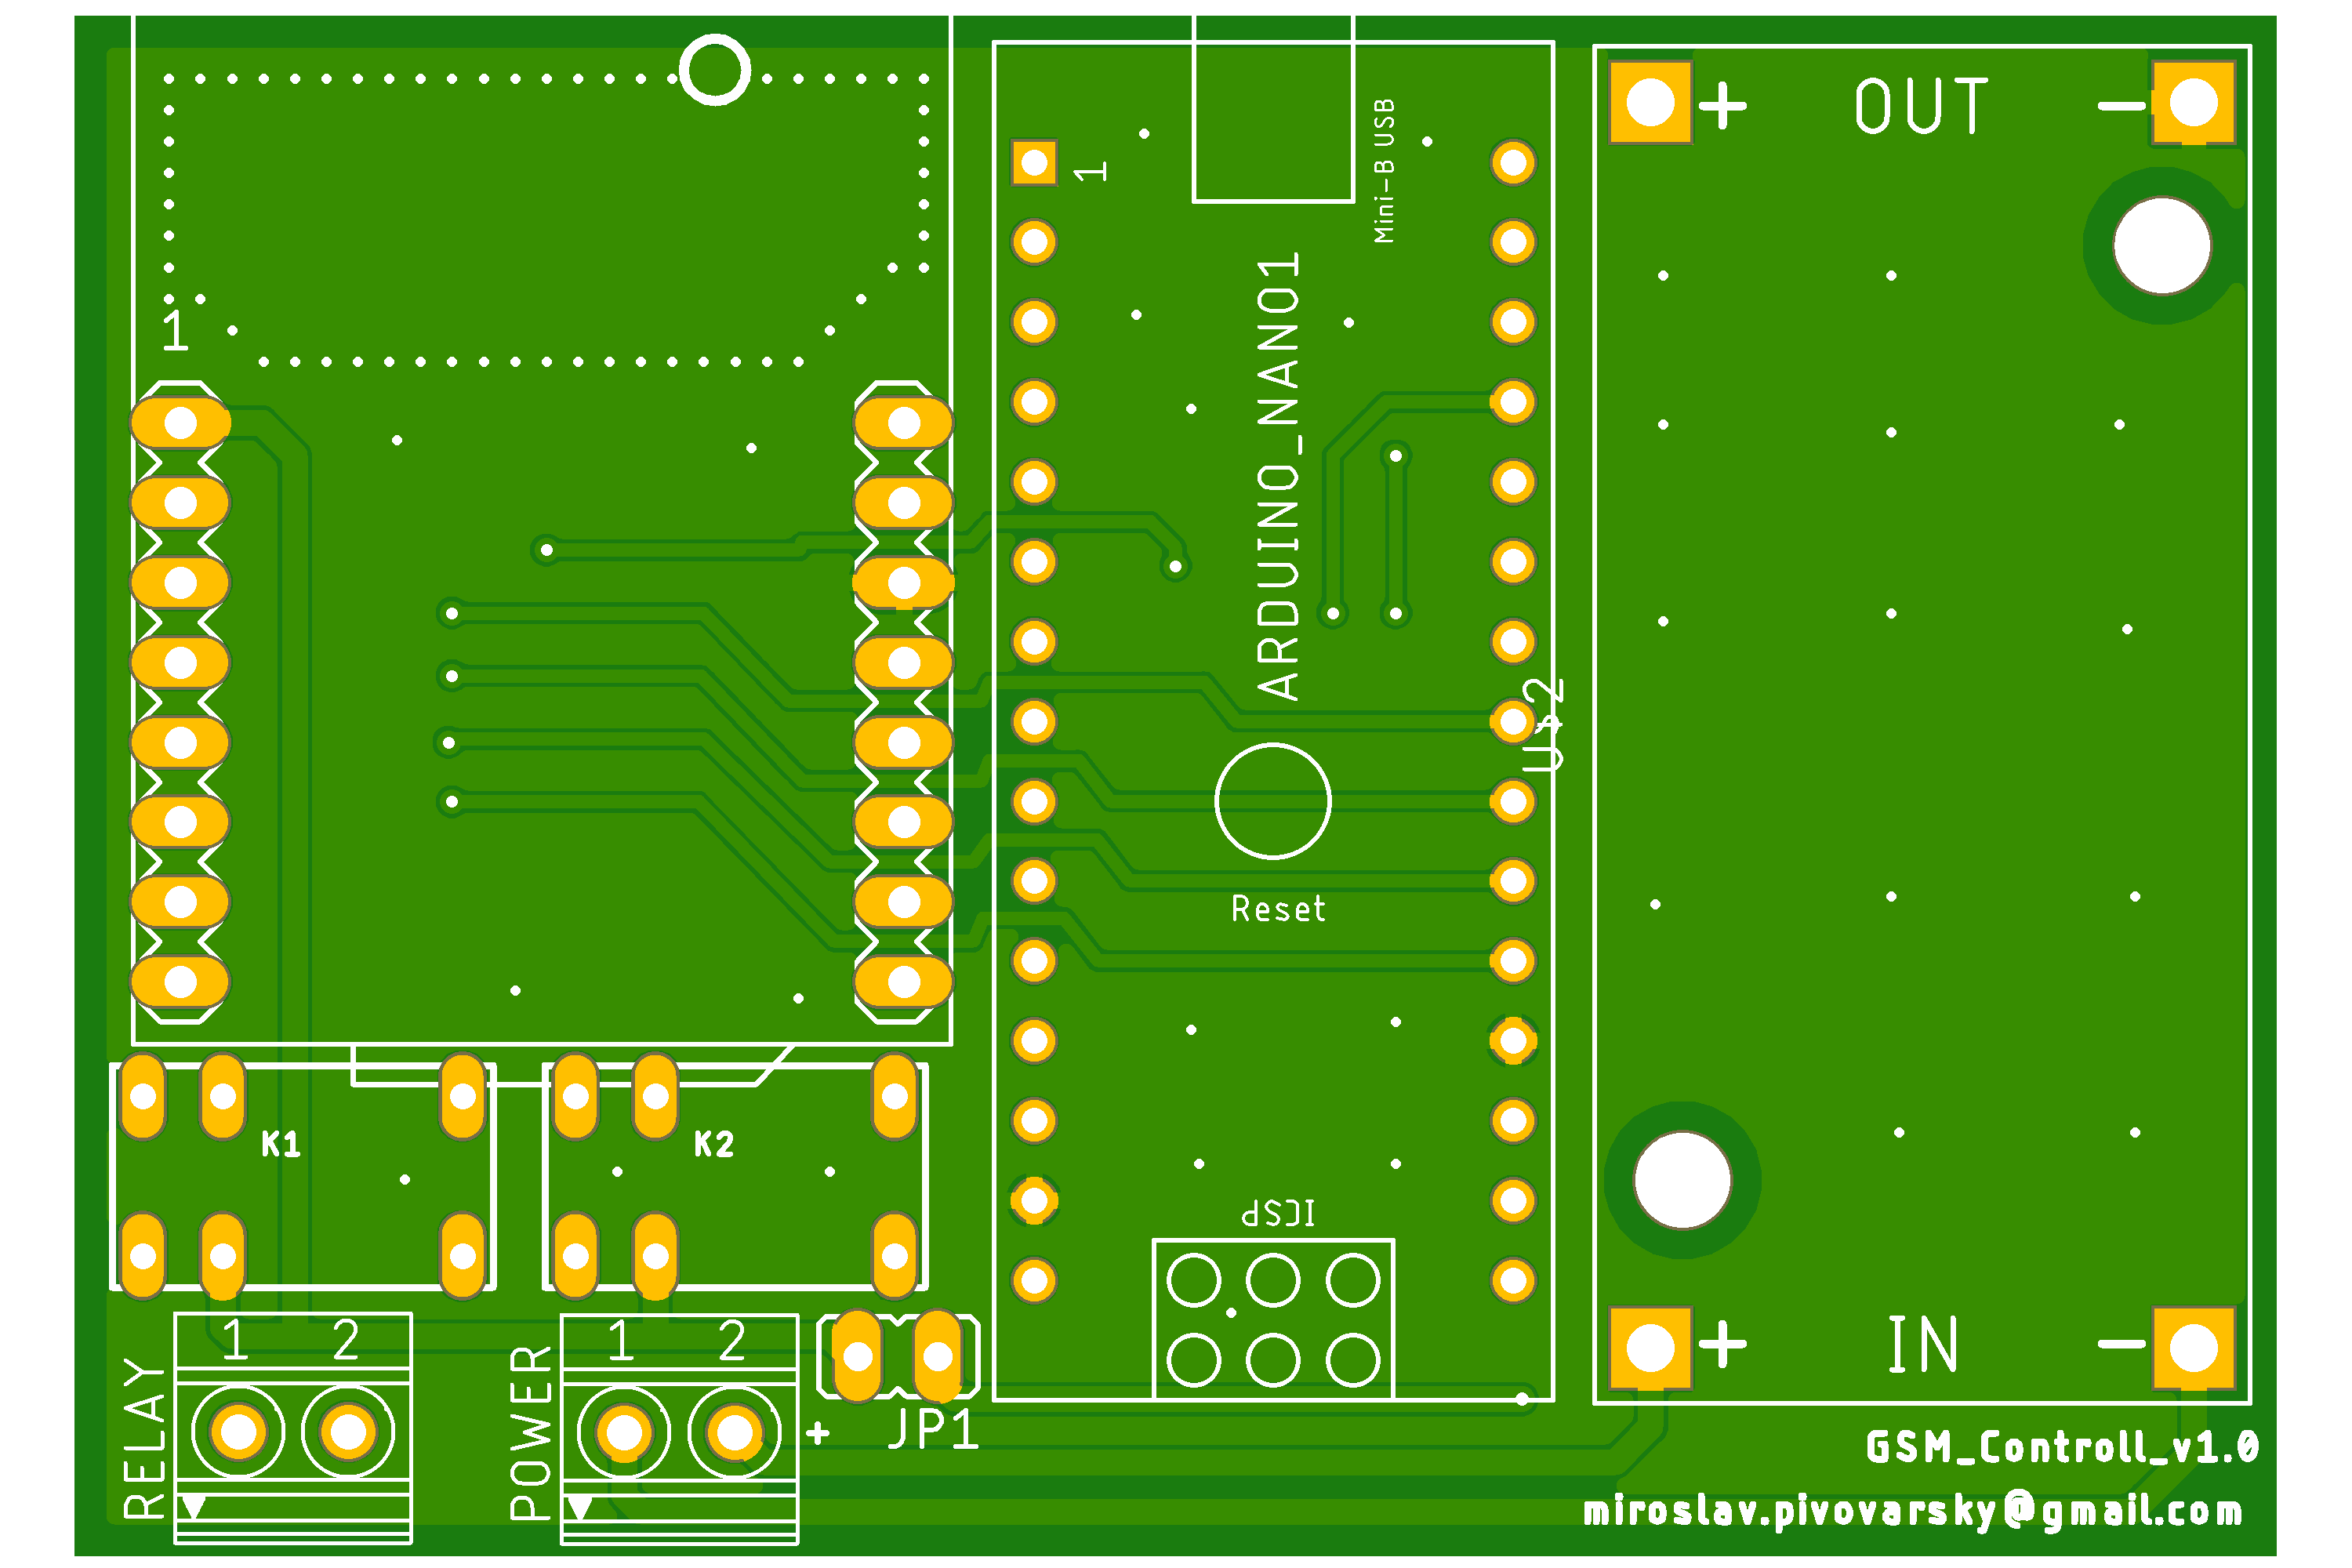 + OUT -
1
Mini-B USB
1
ARDUINO_NANO1
U$2
Reset
K1
K2
ICSP
1 2
RELAY
1 2
POWER
+
JP1
+ IN -
GSM_Controll_v1.0
miroslav.pivovarsky@gmail.com